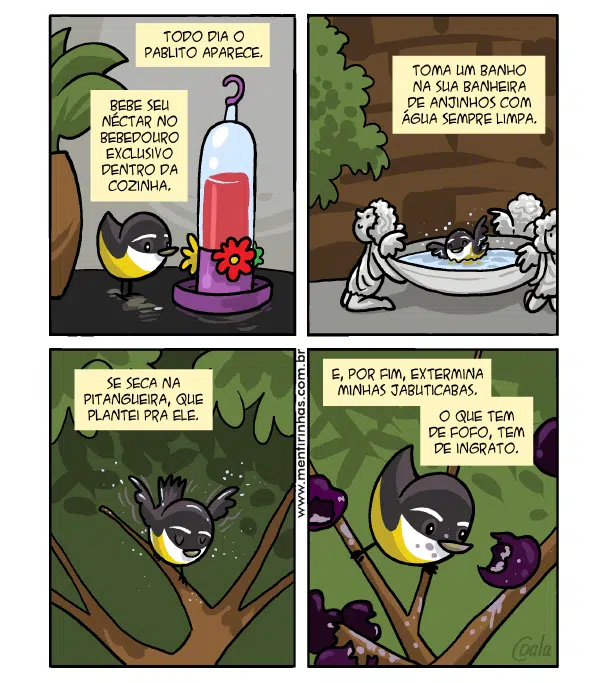 TODO DIA O
PABLITO APARECE.
BEBE SEU
NÉCTAR NO
BEBEDOURO
EXCLUSIVO
DENTRO DA
COZINHA.
TOMA UM BANHO
NA SUA BANHEIRA
DE ANJINHOS COM
ÁGUA SEMPRE LIMPA.
SE SECA NA
PITANGUEIRA, QUE
PLANTEI PRA ELE.
www.mentirinhas.com.br
E, POR FIM, EXTERMINA
MINHAS JABUTICABAS.
O QUE TEM
DE FOFO, TEM
DE INGRATO.
Coala